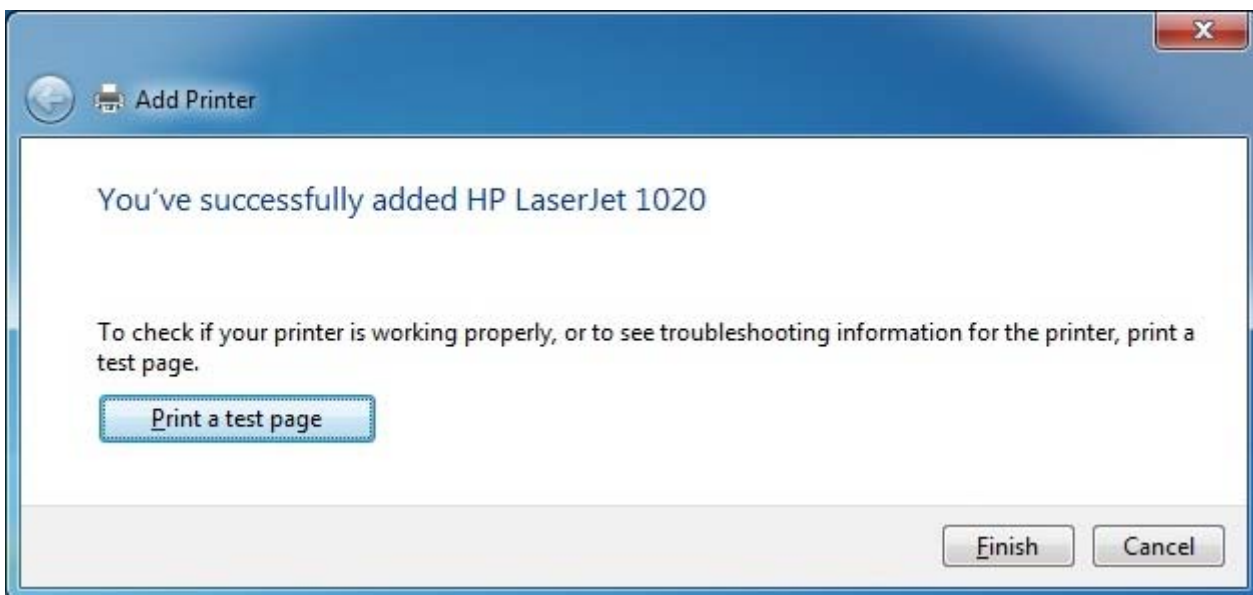 Add Printer
You've successfully added HP LaserJet 1020
To check if your printer is working properly, or to see troubleshooting information for the printer, print a
test page.
Print a test page
Finish Cancel